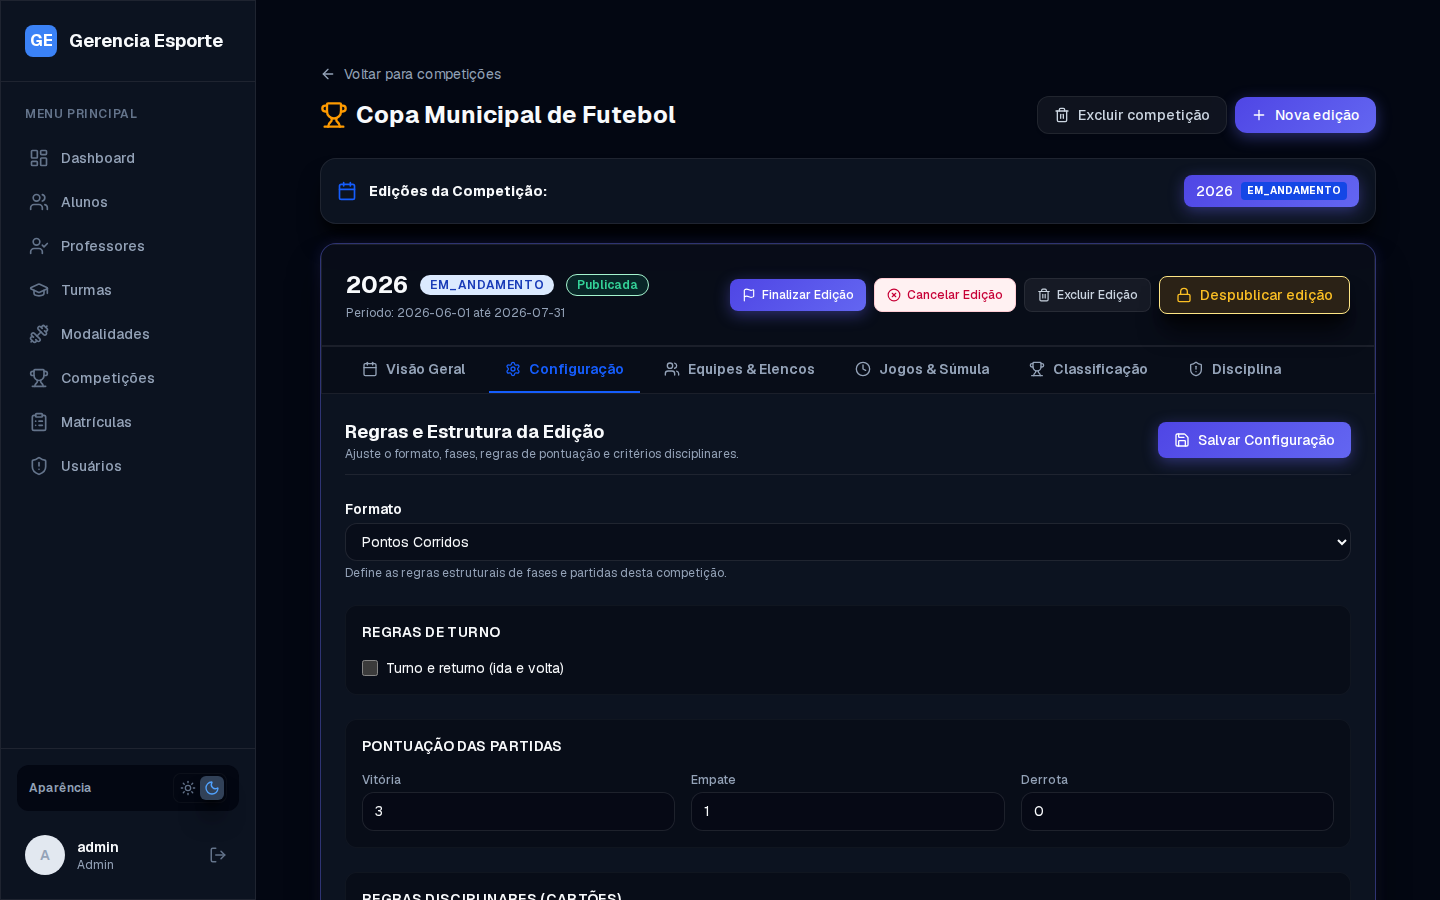 GE Gerencia Esporte
MENU PRINCIPAL
Dashboard
Alunos
Professores
Turmas
Modalidades
Competições
Matrículas
Usuários
Aparência
A
admin
Admin
Voltar para competições
Copa Municipal de Futebol
Excluir competição
Nova edição
Edições da Competição:
2026 EM_ANDAMENTO
2026 EM_ANDAMENTO Publicada
Periodo: 2026-06-01 até 2026-07-31
Finalizar Edição
Cancelar Edição
Excluir Edição
Despublicar edição
Visão Geral
Configuração
Equipes & Elencos
Jogos & Súmula
Classificação
Disciplina
Regras e Estrutura da Edição
Ajuste o formato, fases, regras de pontuação e critérios disciplinares.
Salvar Configuração
Formato
Pontos Corridos
Define as regras estruturais de fases e partidas desta competição.
REGRAS DE TURNO
Turno e returno (ida e volta)
PONTUAÇÃO DAS PARTIDAS
Vitória
3
Empate
1
Derrota
0
REGRAS DISCIPLINARES (CARTÕES)